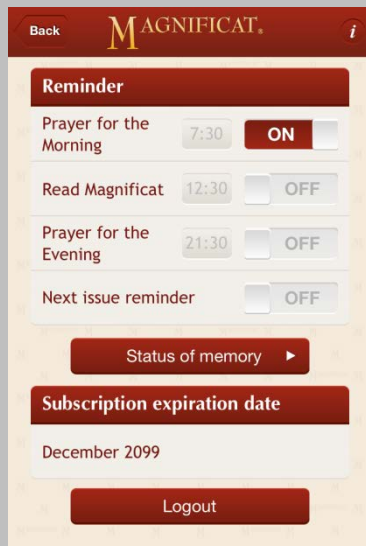 Back
MAGNIFICAT®
i
Reminder
Prayer for the
Morning
7:30
ON
Read Magnificat
12:30
OFF
Prayer for the
Evening
21:30
OFF
Next issue reminder
OFF
Status of memory
Subscription expiration date
December 2099
Logout